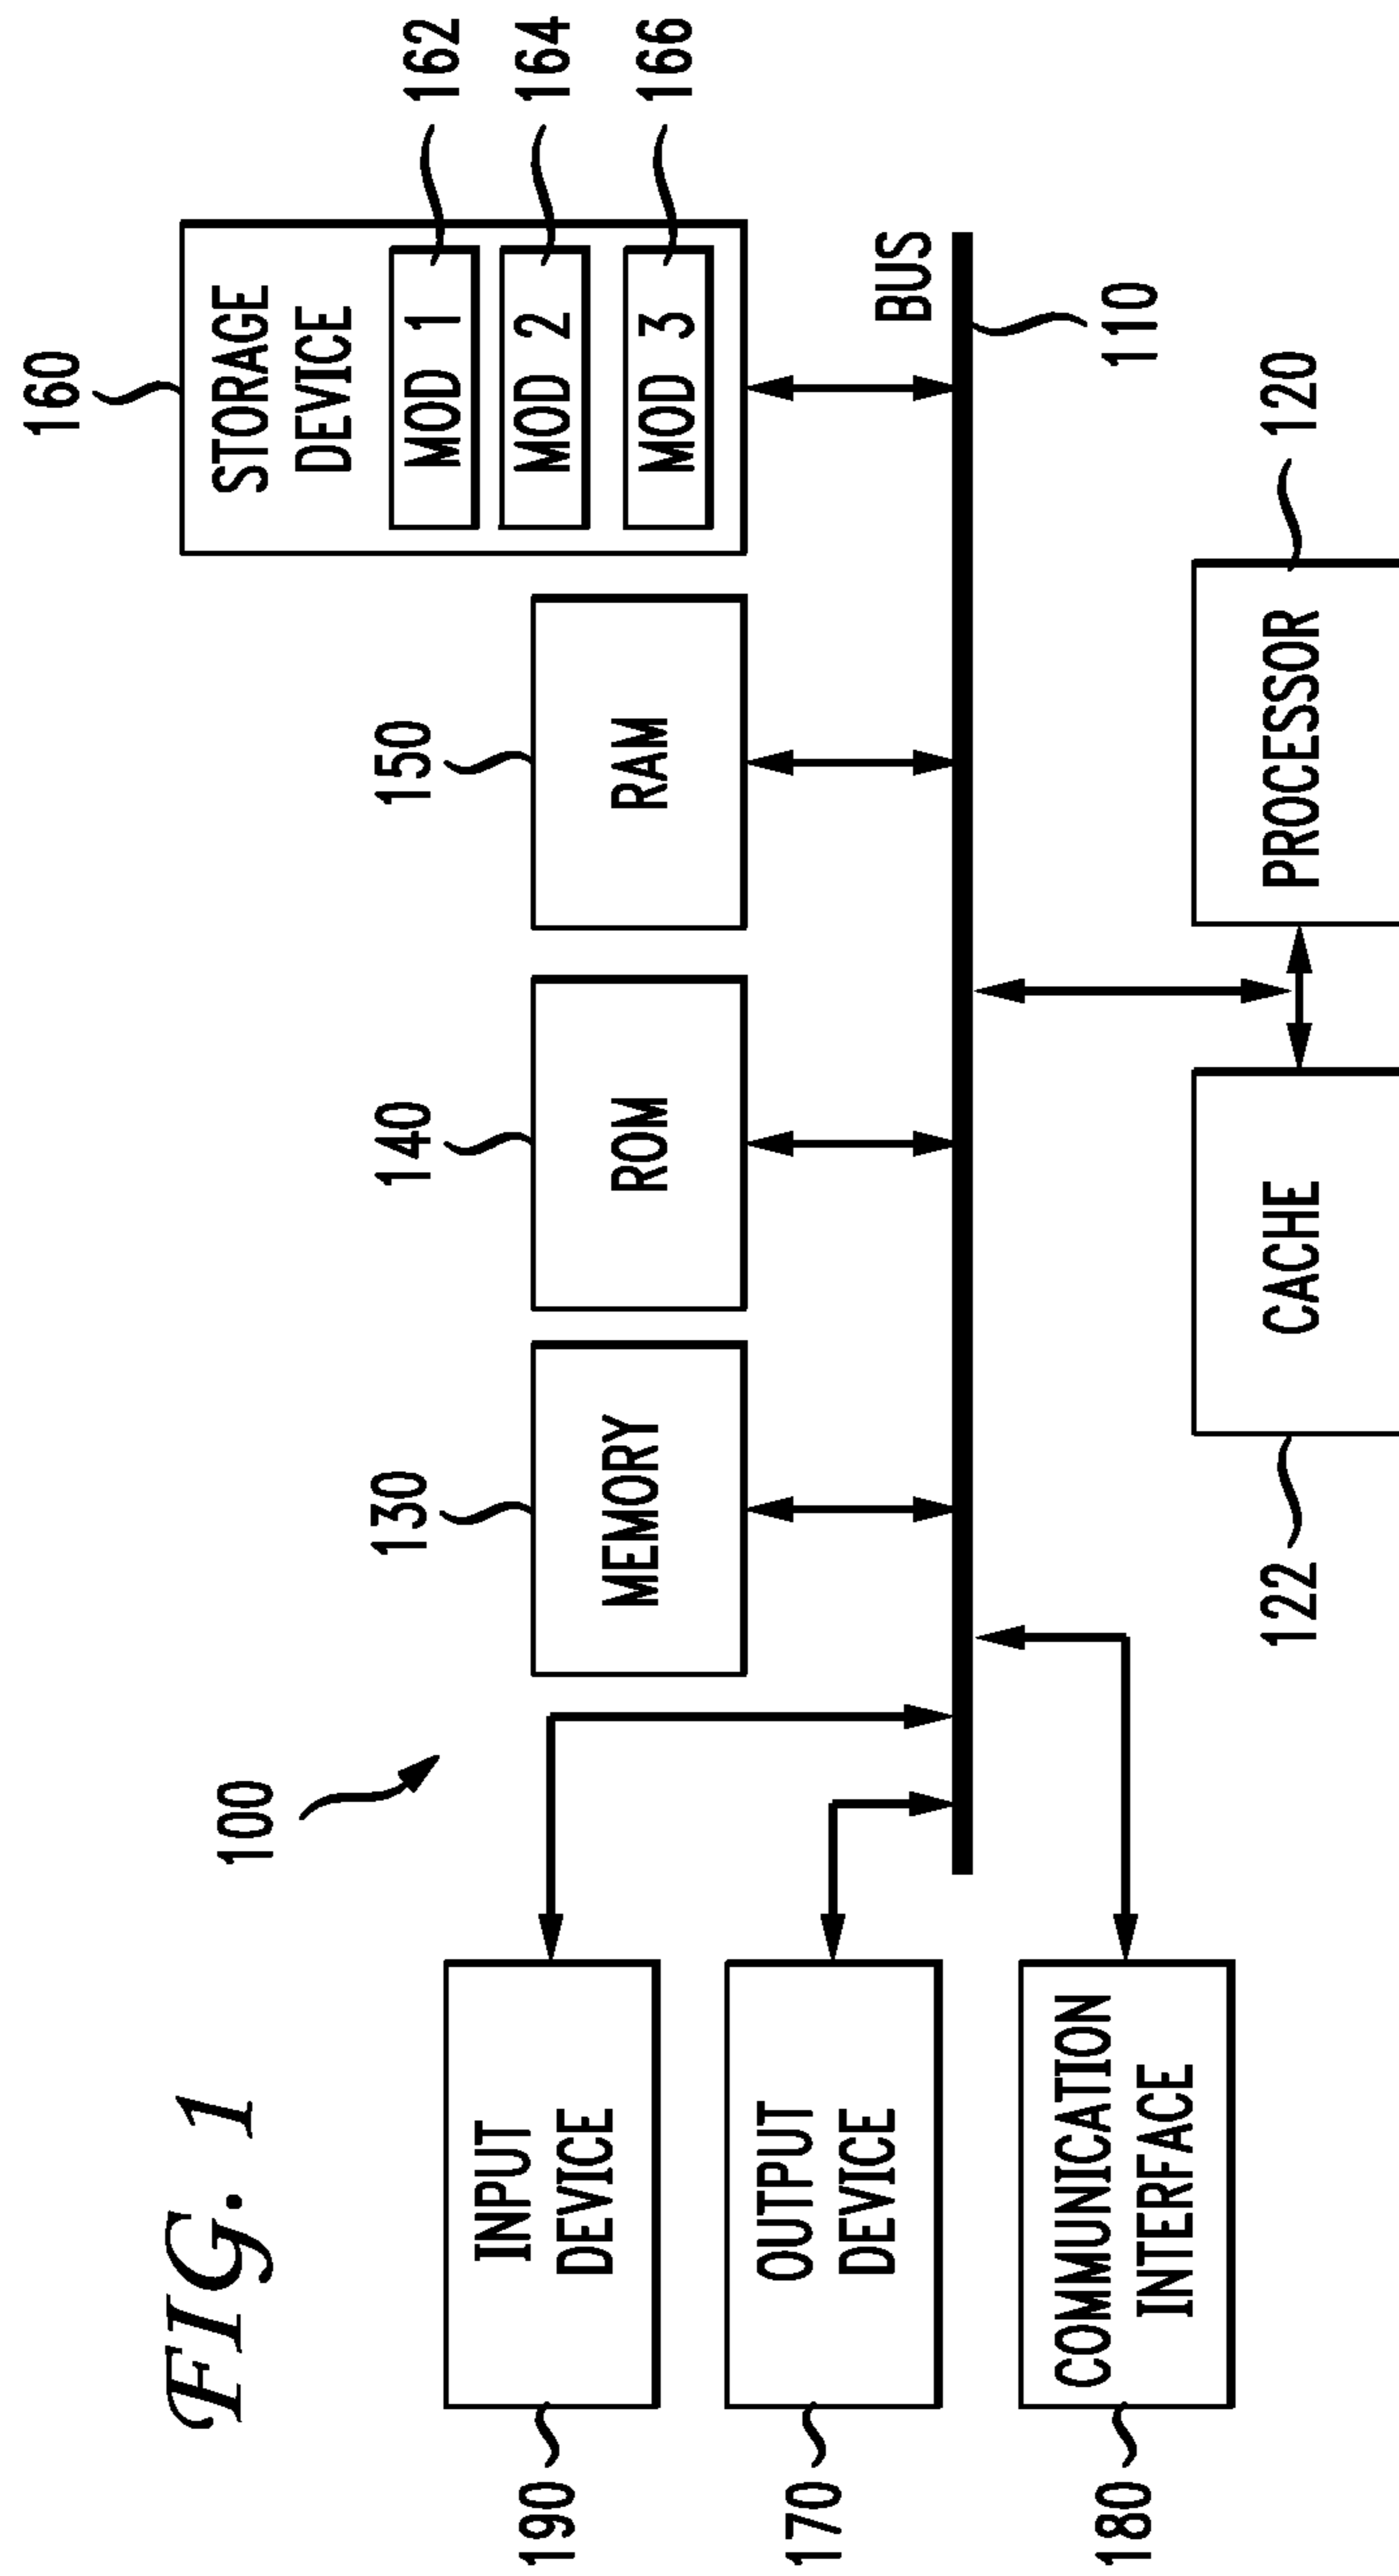 FIG. 1
100
160
STORAGE
DEVICE
MOD 1
162
MOD 2
164
MOD 3
166
130
MEMORY
140
ROM
150
RAM
190
INPUT
DEVICE
170
OUTPUT
DEVICE
180
COMMUNICATION
INTERFACE
BUS
110
122
CACHE
PROCESSOR
120